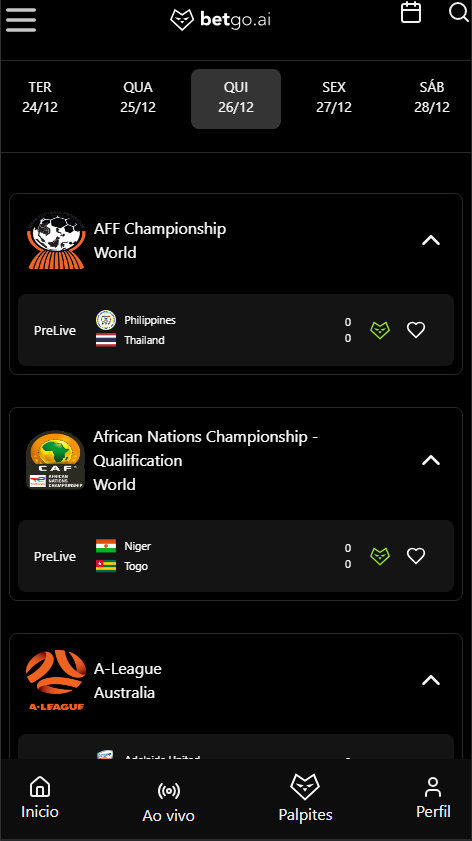 betgo.ai
TER
24/12
QUA
25/12
QUI
26/12
SEX
27/12
SÁB
28/12
AFF Championship
World
PreLive
Philippines
0
Thailand
0
African Nations Championship -
Qualification
World
CAF
PreLive
Niger
0
Togo
0
A-League
Australia
A-LEAGUE
Adelaide United
Inicio
Ao vivo
Palpites
Perfil